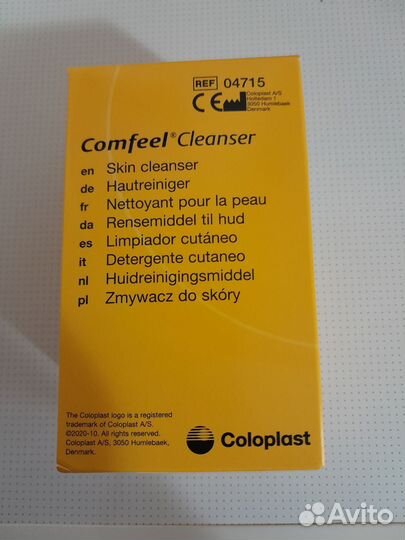 REF 04715
CE
Coloplast A/S
Holtedam 1
3050 Humlebaek
Denmark
Comfeel® Cleanser
en Skin cleanser
de Hautreiniger
fr Nettoyant pour la peau
da Rensemiddel til hud
es Limpiador cutáneo
it Detergente cutaneo
nl Huidreinigingsmiddel
pl Zmywacz do skóry
The Coloplast logo is a registered
trademark of Coloplast A/S.
©2020-10. All rights reserved.
Coloplast A/S, 3050 Humlebaek,
Denmark.
Coloplast
Avito